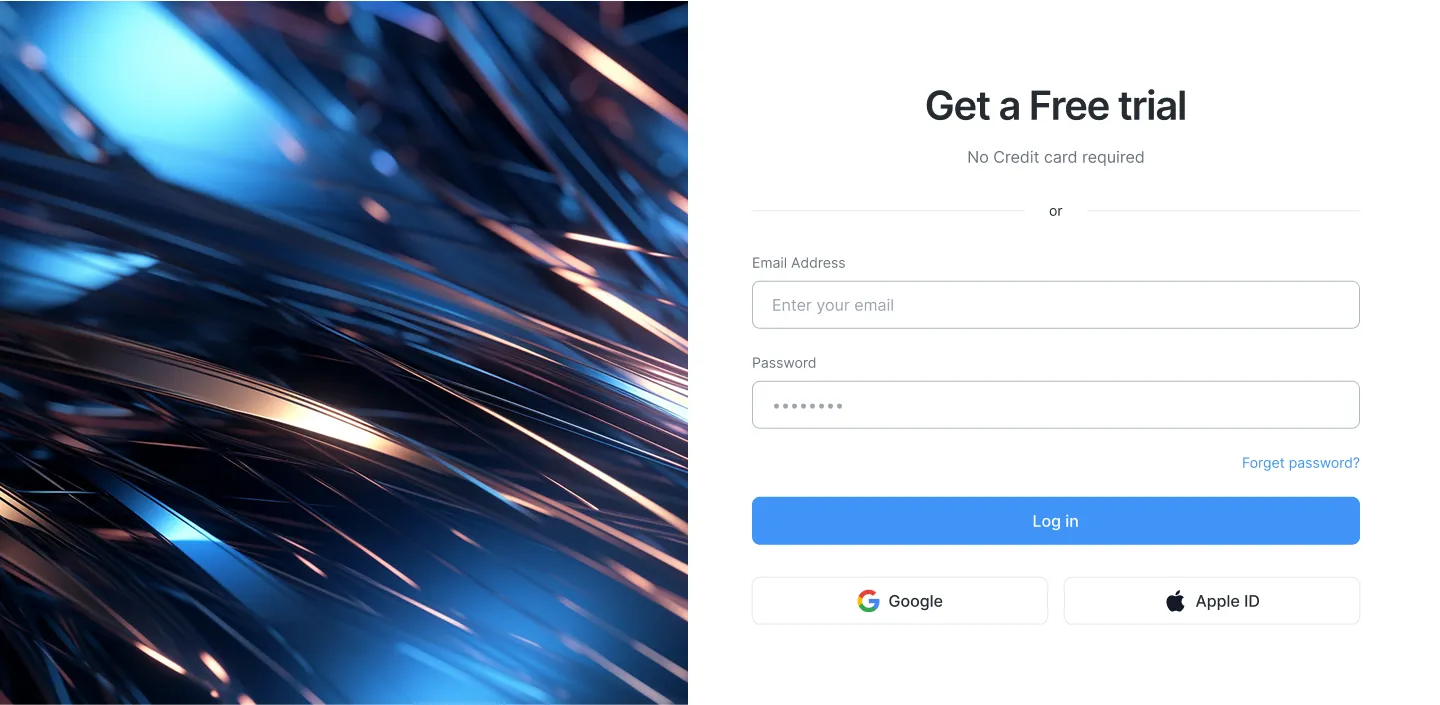 Get a Free trial
No Credit card required
or
Email Address
Enter your email
Password
••••••••
Forget password?
Log in
Google
Apple ID